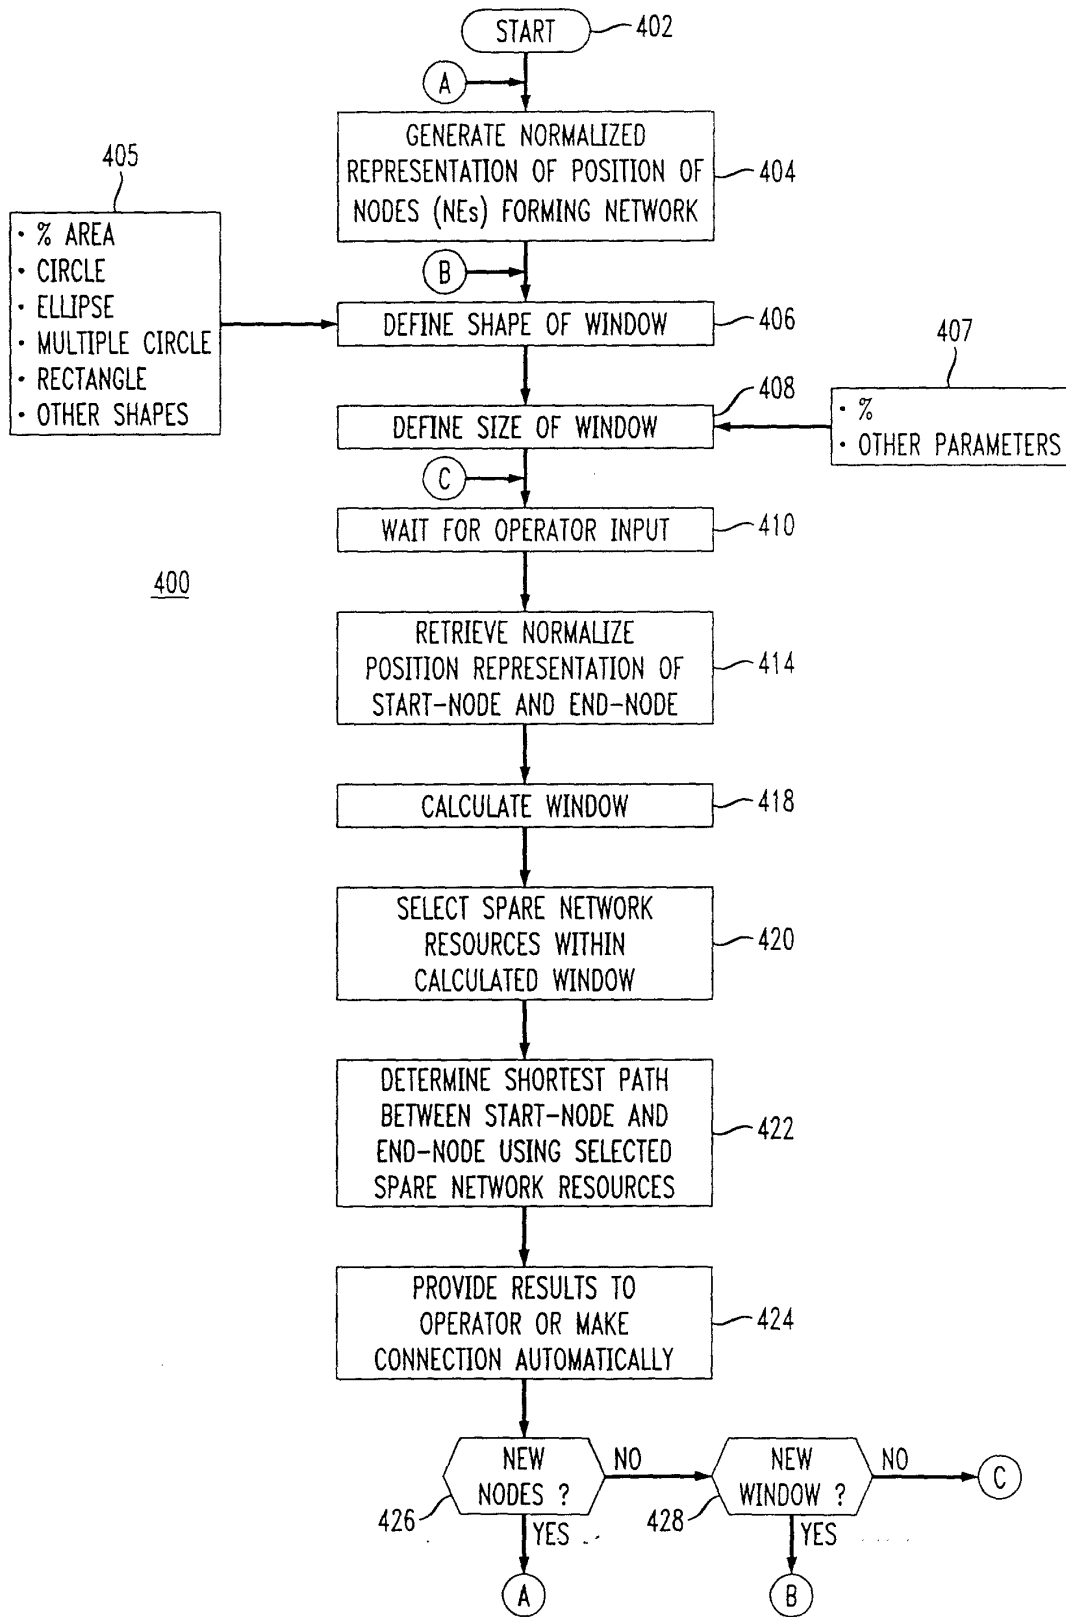 START
402
A
GENERATE NORMALIZED
REPRESENTATION OF POSITION OF
NODES (NEs) FORMING NETWORK
404
405
· % AREA
· CIRCLE
· ELLIPSE
· MULTIPLE CIRCLE
· RECTANGLE
· OTHER SHAPES
B
DEFINE SHAPE OF WINDOW
406
407
· %
· OTHER PARAMETERS
DEFINE SIZE OF WINDOW
408
C
WAIT FOR OPERATOR INPUT
410
400
RETRIEVE NORMALIZE
POSITION REPRESENTATION OF
START-NODE AND END-NODE
414
CALCULATE WINDOW
418
SELECT SPARE NETWORK
RESOURCES WITHIN
CALCULATED WINDOW
420
DETERMINE SHORTEST PATH
BETWEEN START-NODE AND
END-NODE USING SELECTED
SPARE NETWORK RESOURCES
422
PROVIDE RESULTS TO
OPERATOR OR MAKE
CONNECTION AUTOMATICALLY
424
NEW
NODES ?
426
NO
YES
A
NEW
WINDOW ?
428
NO
C
YES
B